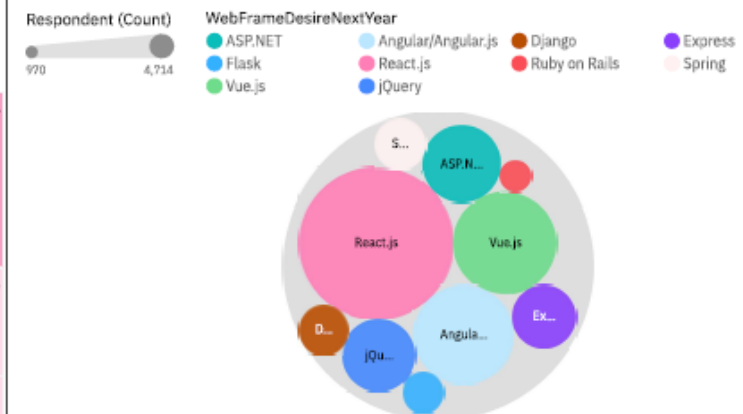 Respondent (Count)
970 4,714
WebFrameDesireNextYear
ASP.NET Angular/Angular.js Django Express
Flask React.js Ruby on Rails Spring
Vue.js jQuery
S...
ASP.N...
React.js
Vue.js
Ex...
D...
Angula...
jQu...